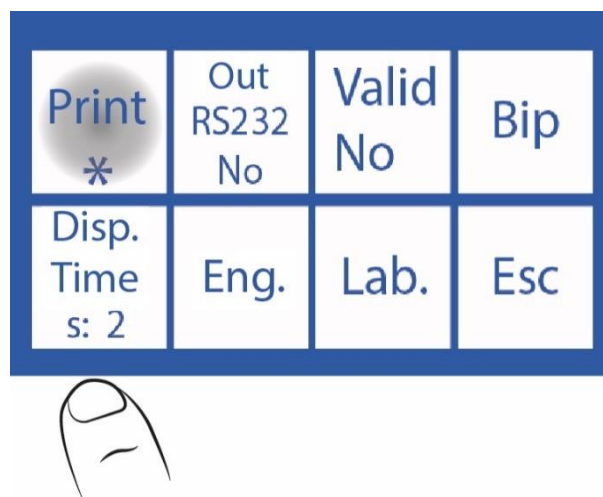 Print
*
Out
RS232
No
Valid
No
Bip
Disp.
Time
s: 2
Eng.
Lab.
Esc